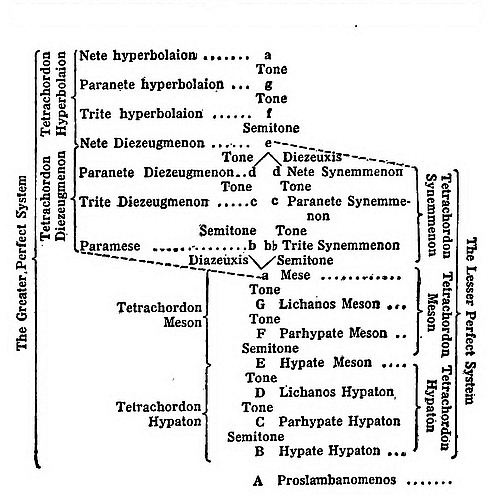 The Greater Perfect System
Tetrachordon Hyperbolaion
Tetrachordon Diezeugmenon
Nete hyperbolaion ....... a
Tone
Paranete hyperbolaion ... g
Tone
Trite hyperbolaion ...... f
Semitone
Nete Diezeugmenon ...... e
Tone Diezeuxis
Paranete Diezeugmenon..d d Nete Synemmenon
Tone Tone
Trite Diezeugmenon .....c c Paranete Synemme-
non
Semitone Tone
Paramese ..............b bb Trite Synemmenon
Diazeuxis Semitone
a Mese ............
Tone
G Lichanos Meson ...
Tone
F Parhypate Meson ..
Semitone
E Hypate Meson ....
Tone
D Lichanos Hypaton
Tone
C Parhypate Hypaton
Semitone
B Hypate Hypaton ...
A Proslambanomenos .......
Tetrachordon
Meson
Tetrachordon
Hypaton
Tetrachordon
Synemmenon
Tetrachordon
Meson
Tetrachordon
Hypaton
The Lesser Perfect System